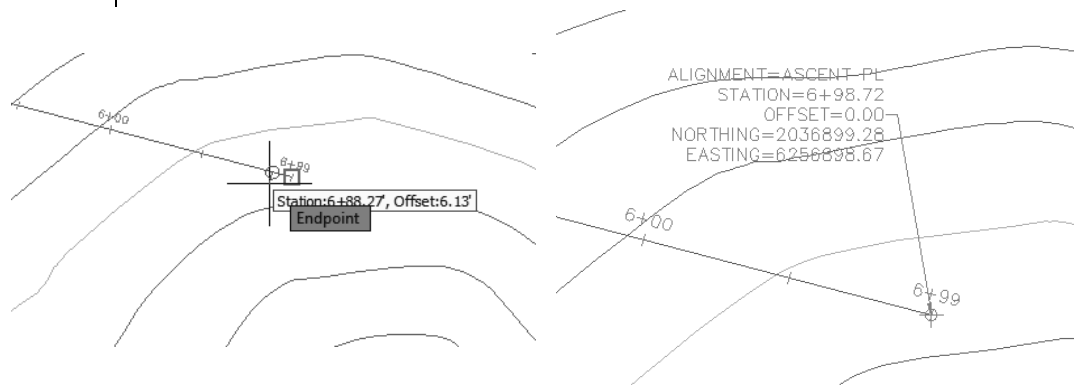 6+00
6+89
Station:6+88.27', Offset:6.13'
Endpoint
ALIGNMENT=ASCENT PL
STATION=6+98.72
OFFSET=0.00
NORTHING=2036899.28
EASTING=6256898.67
6+00
6+99